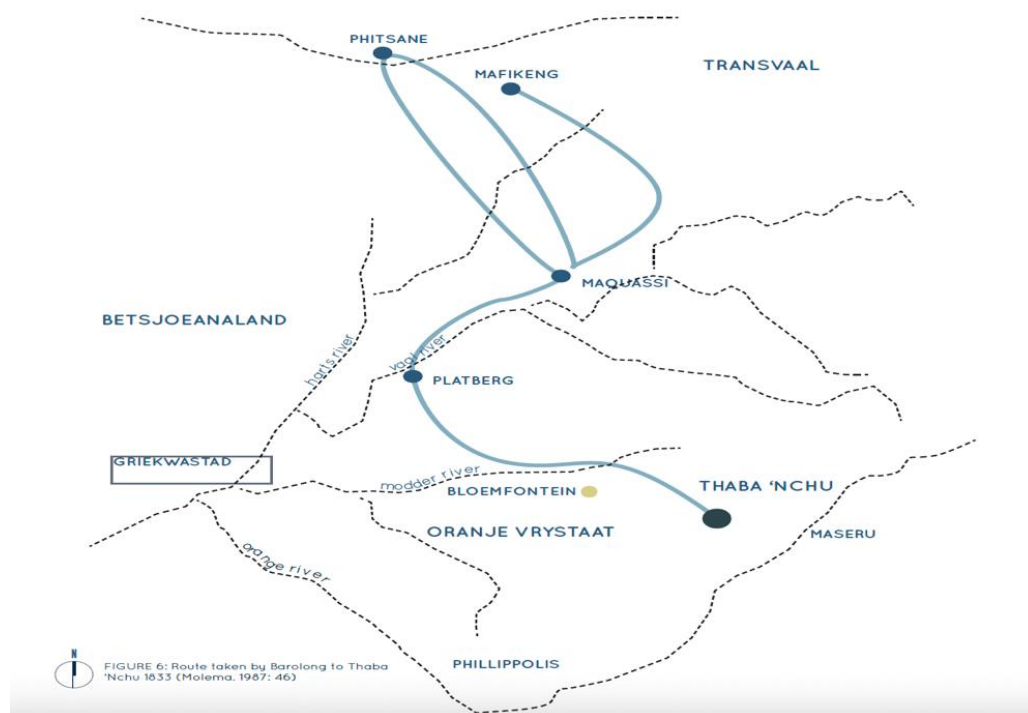 PHITSANE
MAFIKENG
TRANSVAAL
MAQUASSI
BETSJOEANALAND
harts river
vaal river
PLATBERG
GRIEKWASTAD
modder river
BLOEMFONTEIN
THABA 'NCHU
ORANJE VRYSTAAT
MASERU
orange river
PHILLIPPOLIS
N
FIGURE 6: Route taken by Barolong to Thaba
'Nchu 1833 (Molema, 1987: 46)